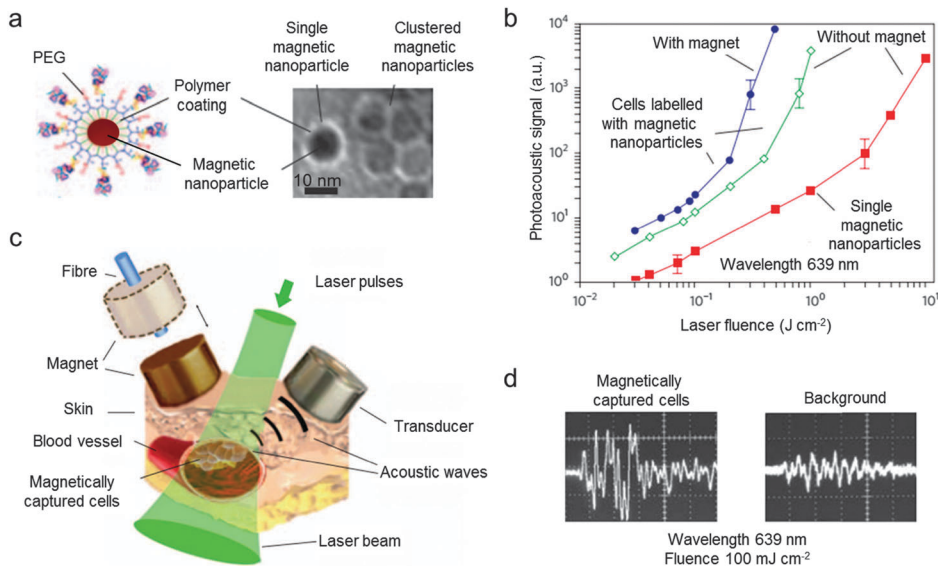 a
PEG
Polymer
coating
Magnetic
nanoparticle
Single
magnetic
nanoparticle
Clustered
magnetic
nanoparticles
10 nm
b
Photoacoustic signal (a.u.)
10⁴
10³
10²
10¹
10⁰
With magnet
Without magnet
Cells labelled
with magnetic
nanoparticles
Single
magnetic
nanoparticles
Wavelength 639 nm
10⁻² 10⁻¹ 10⁰ 10¹
Laser fluence (J cm⁻²)
c
Fibre
Magnet
Skin
Blood vessel
Magnetically
captured cells
Laser pulses
Transducer
Acoustic waves
Laser beam
d
Magnetically
captured cells
Background
Wavelength 639 nm
Fluence 100 mJ cm⁻²